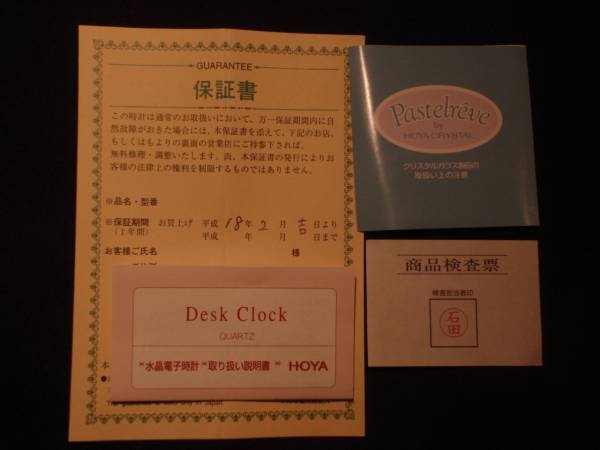 GUARANTEE
保証書
この時計は通常のお取扱いにおいて、万一保証期間内に自
然故障がおきた場合には、本保証書を添えて、下記のお店、
もしくはもよりの裏面の営業店にご持参下されば、
無料修理・調整いたします。尚、本保証書の発行によりお
客様の法律上の権利を制限するものではありません。
※品名・型番
※保証期間 お買上げ 平成 18 年 2 月 吉 日より
(1年間) 平成 年 月 日まで
お客様ご氏名 様
Desk Clock
QUARTZ
*水晶電子時計*取り扱い説明書* HOYA
Pastelrêve
by
HOYA CRYSTAL
クリスタルガラス製品の
取扱い上の注意
商品検査票
検査担当者印
石田